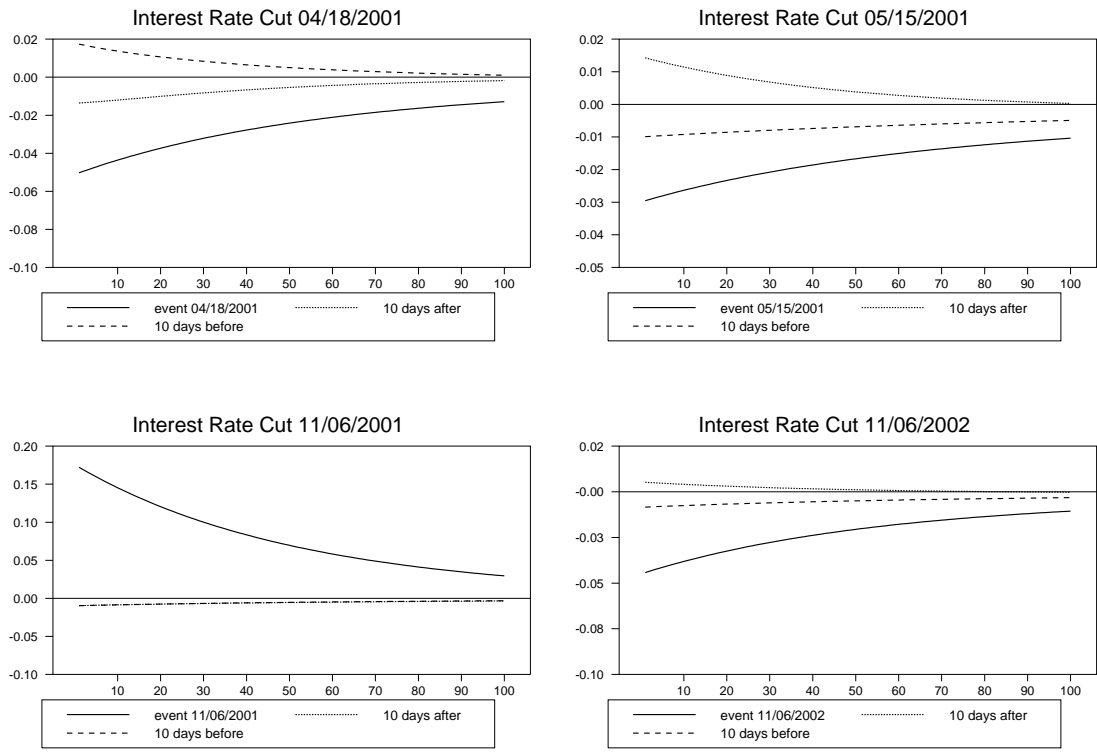 Interest Rate Cut 04/18/2001
0.02
0.00
-0.02
-0.04
-0.06
-0.08
-0.10
10 20 30 40 50 60 70 80 90 100
event 04/18/2001 10 days after
10 days before
Interest Rate Cut 05/15/2001
0.02
0.01
0.00
-0.01
-0.02
-0.03
-0.04
-0.05
10 20 30 40 50 60 70 80 90 100
event 05/15/2001 10 days after
10 days before
Interest Rate Cut 11/06/2001
0.20
0.15
0.10
0.05
0.00
-0.05
-0.10
10 20 30 40 50 60 70 80 90 100
event 11/06/2001 10 days after
10 days before
Interest Rate Cut 11/06/2002
0.02
-0.00
-0.03
-0.05
-0.08
-0.10
10 20 30 40 50 60 70 80 90 100
event 11/06/2002 10 days after
10 days before